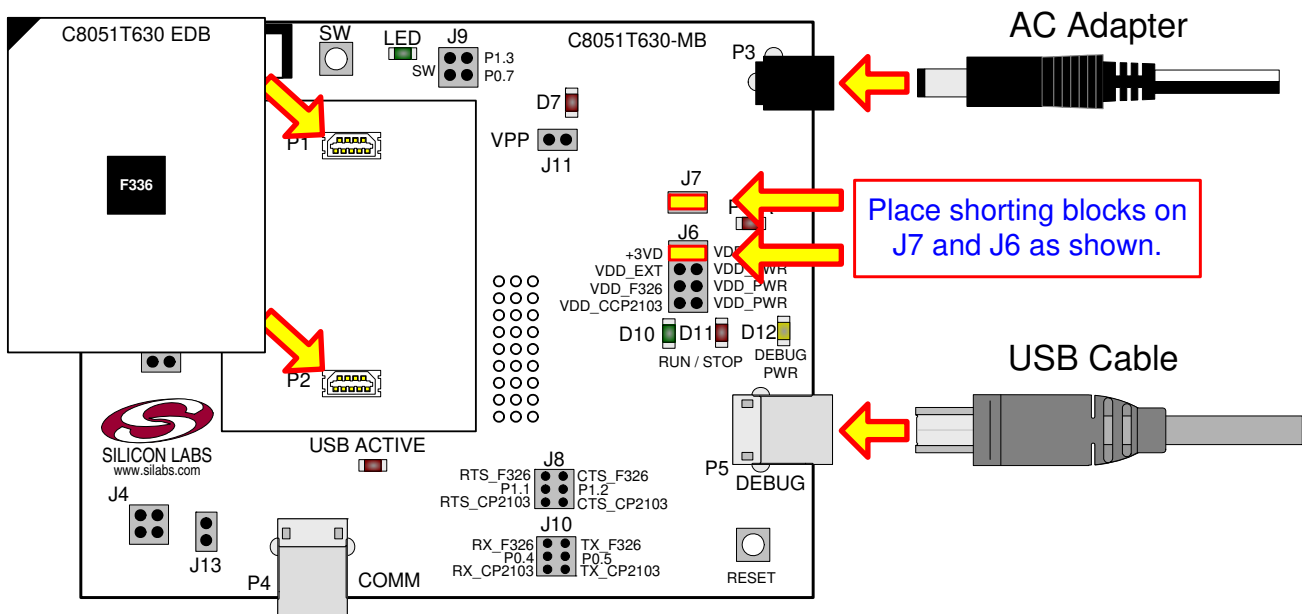 C8051T630 EDB
SW
LED
J9
C8051T630-MB
AC Adapter
P3
SW
P1.3
P0.7
D7
P1
VPP
J11
F336
J7
Place shorting blocks on
J7 and J6 as shown.
J6
+3VD
VDD_EXT VDD_PWR
VDD_F326 VDD_PWR
VDD_CCP2103 VDD_PWR
D10 D11 D12
RUN / STOP
DEBUG
PWR
USB Cable
P2
SILICON LABS
www.silabs.com
USB ACTIVE
P5
DEBUG
J8
RTS_F326 CTS_F326
P1.1 P1.2
RTS_CP2103 CTS_CP2103
J4
J13
J10
RX_F326 TX_F326
P0.4 P0.5
RX_CP2103 TX_CP2103
RESET
P4
COMM